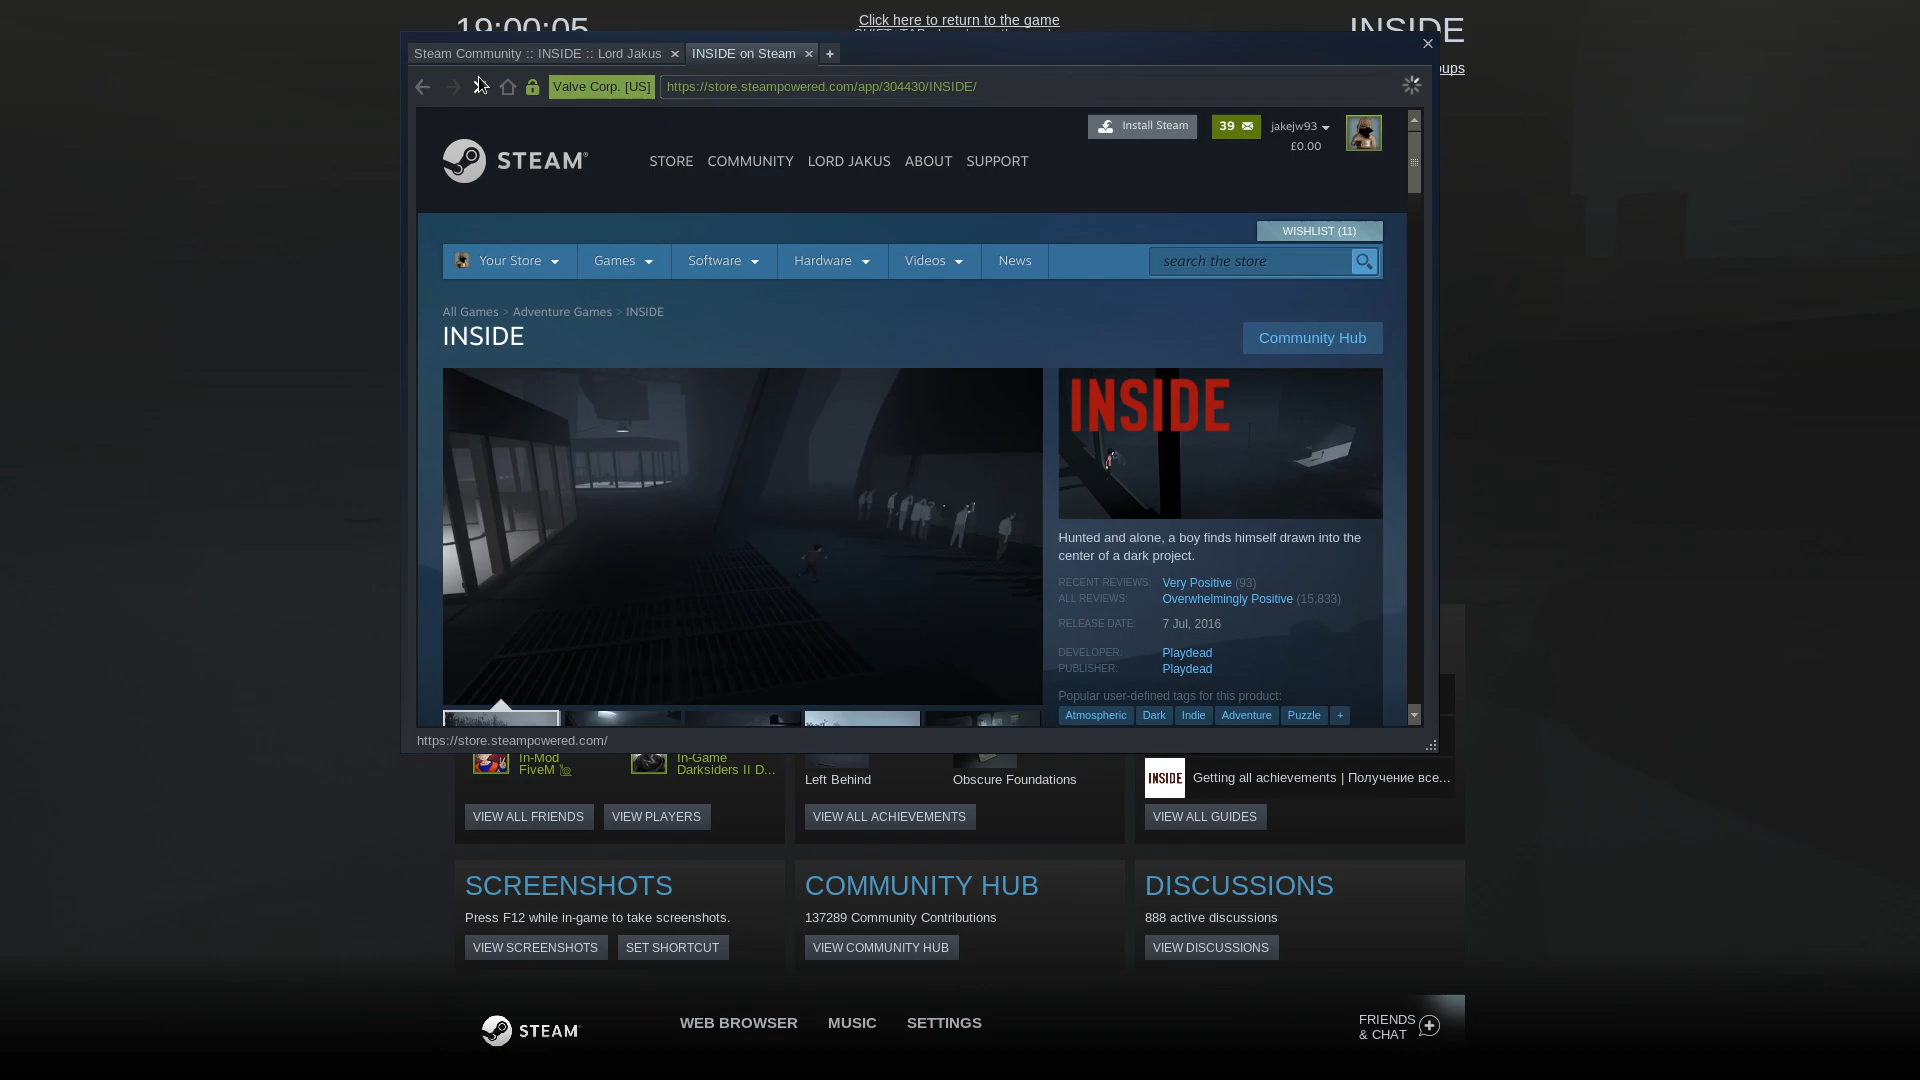 19:00:05
Click here to return to the game
INSIDE
Steam Community :: INSIDE :: Lord Jakus
INSIDE on Steam
+
oups
Valve Corp. [US]
https://store.steampowered.com/app/304430/INSIDE/
Install Steam
39
jakejw93
£0.00
STEAM
STORE
COMMUNITY
LORD JAKUS
ABOUT
SUPPORT
WISHLIST (11)
Your Store
Games
Software
Hardware
Videos
News
search the store
All Games > Adventure Games > INSIDE
INSIDE
Community Hub
INSIDE
Hunted and alone, a boy finds himself drawn into the
center of a dark project.
RECENT REVIEWS: Very Positive (93)
ALL REVIEWS: Overwhelmingly Positive (15,833)
RELEASE DATE: 7 Jul, 2016
DEVELOPER: Playdead
PUBLISHER: Playdead
Popular user-defined tags for this product:
Atmospheric Dark Indie Adventure Puzzle +
https://store.steampowered.com/
In-Mod
FiveM
In-Game
Darksiders II D...
Left Behind
Obscure Foundations
INSIDE
Getting all achievements | Получение все...
VIEW ALL FRIENDS
VIEW PLAYERS
VIEW ALL ACHIEVEMENTS
VIEW ALL GUIDES
SCREENSHOTS
Press F12 while in-game to take screenshots.
VIEW SCREENSHOTS
SET SHORTCUT
COMMUNITY HUB
137289 Community Contributions
VIEW COMMUNITY HUB
DISCUSSIONS
888 active discussions
VIEW DISCUSSIONS
STEAM
WEB BROWSER
MUSIC
SETTINGS
FRIENDS
& CHAT